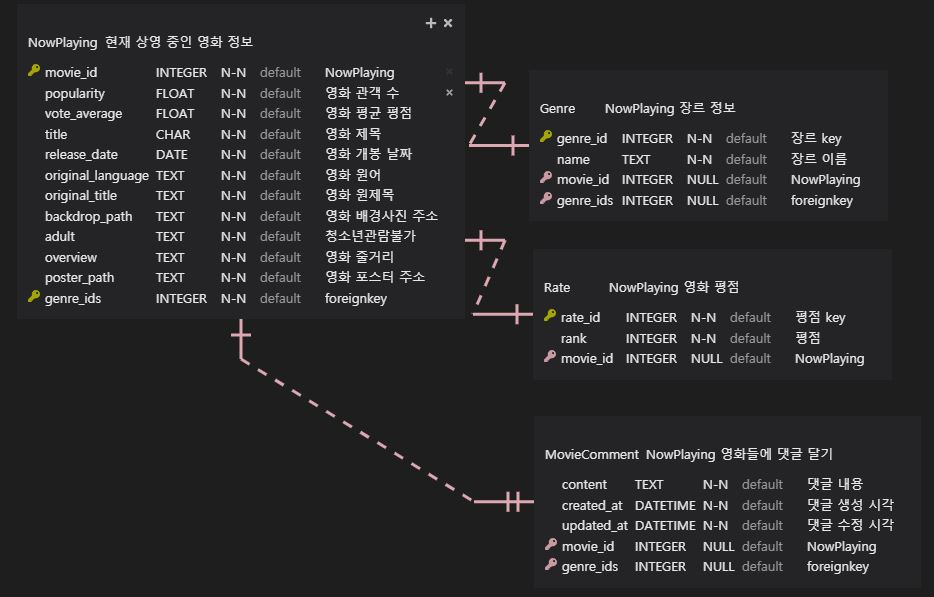 NowPlaying 현재 상영 중인 영화 정보
movie_id INTEGER N-N default NowPlaying
popularity FLOAT N-N default 영화 관객 수
vote_average FLOAT N-N default 영화 평균 평점
title CHAR N-N default 영화 제목
release_date DATE N-N default 영화 개봉 날짜
original_language TEXT N-N default 영화 원어
original_title TEXT N-N default 영화 원제목
backdrop_path TEXT N-N default 영화 배경사진 주소
adult TEXT N-N default 청소년관람불가
overview TEXT N-N default 영화 줄거리
poster_path TEXT N-N default 영화 포스터 주소
genre_ids INTEGER N-N default foreignkey
Genre NowPlaying 장르 정보
genre_id INTEGER N-N default 장르 key
name TEXT N-N default 장르 이름
movie_id INTEGER NULL default NowPlaying
genre_ids INTEGER NULL default foreignkey
Rate NowPlaying 영화 평점
rate_id INTEGER N-N default 평점 key
rank INTEGER N-N default 평점
movie_id INTEGER NULL default NowPlaying
MovieComment NowPlaying 영화들에 댓글 달기
content TEXT N-N default 댓글 내용
created_at DATETIME N-N default 댓글 생성 시각
updated_at DATETIME N-N default 댓글 수정 시각
movie_id INTEGER NULL default NowPlaying
genre_ids INTEGER NULL default foreignkey